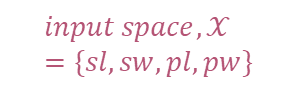 input space, 𝒳
= {sl, sw, pl, pw}